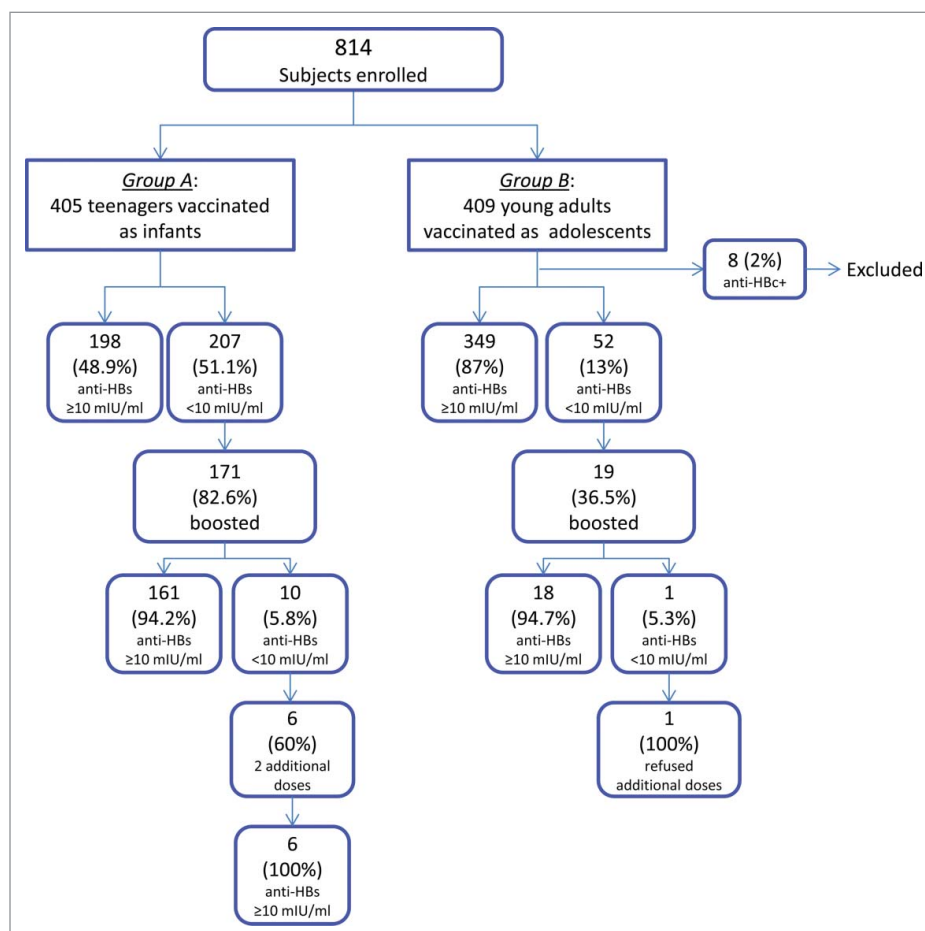 814
Subjects enrolled
Group A:
405 teenagers vaccinated
as infants
Group B:
409 young adults
vaccinated as adolescents
8 (2%)
anti-HBc+
Excluded
198
(48.9%)
anti-HBs
≥10 mIU/ml
207
(51.1%)
anti-HBs
<10 mIU/ml
349
(87%)
anti-HBs
≥10 mIU/ml
52
(13%)
anti-HBs
<10 mIU/ml
171
(82.6%)
boosted
19
(36.5%)
boosted
161
(94.2%)
anti-HBs
≥10 mIU/ml
10
(5.8%)
anti-HBs
<10 mIU/ml
18
(94.7%)
anti-HBs
≥10 mIU/ml
1
(5.3%)
anti-HBs
<10 mIU/ml
6
(60%)
2 additional
doses
1
(100%)
refused
additional doses
6
(100%)
anti-HBs
≥10 mIU/ml